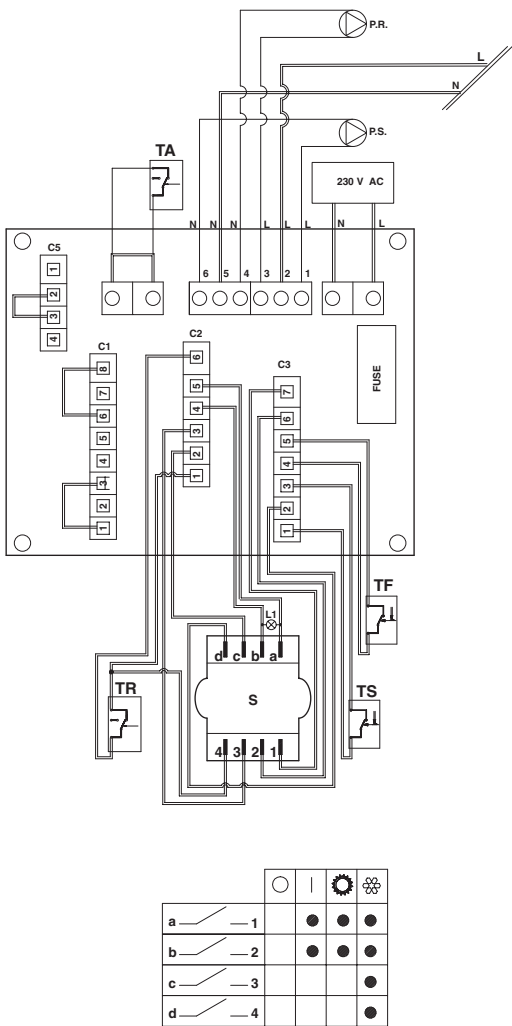 P.R.
L
N
P.S.
TA
230 V AC
N N N L L L N L
6 5 4 3 2 1
C5
1
2
3
4
C1
8
7
6
5
4
3
2
1
C2
6
5
4
3
2
1
C3
7
6
5
4
3
2
1
FUSE
TF
L1
d c b a
TR
S
TS
4 3 2 1
a 1
b 2
c 3
d 4